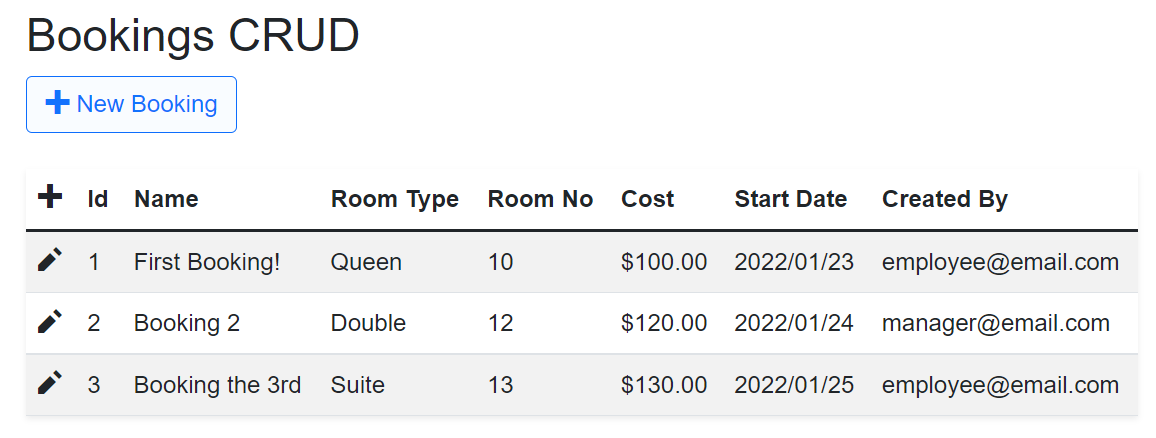 Bookings CRUD
New Booking
Id Name Room Type Room No Cost Start Date Created By
1 First Booking! Queen 10 $100.00 2022/01/23 employee@email.com
2 Booking 2 Double 12 $120.00 2022/01/24 manager@email.com
3 Booking the 3rd Suite 13 $130.00 2022/01/25 employee@email.com